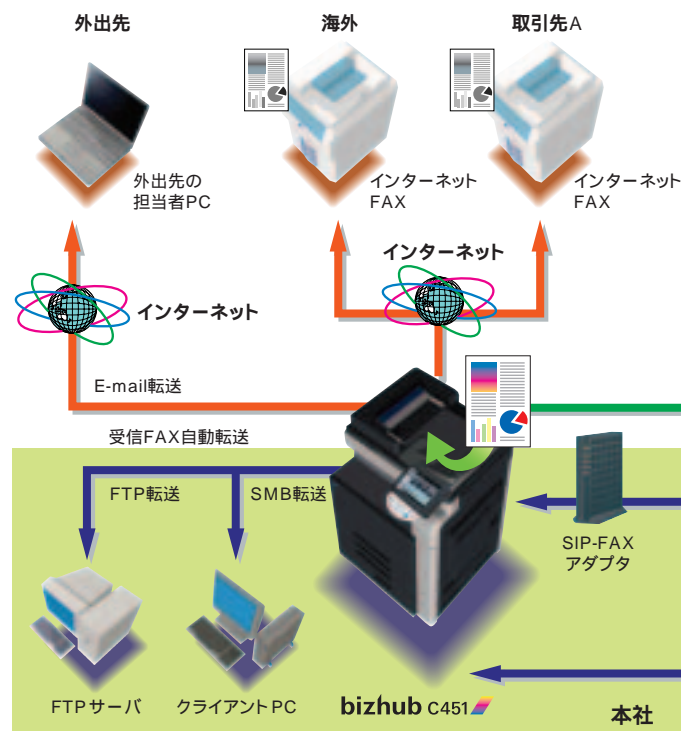 外出先
海外
取引先A
外出先の
担当者PC
インターネット
FAX
インターネット
FAX
インターネット
インターネット
E-mail転送
受信FAX自動転送
FTP転送
SMB転送
SIP-FAX
アダプタ
FTPサーバ
クライアントPC
bizhub C451
本社